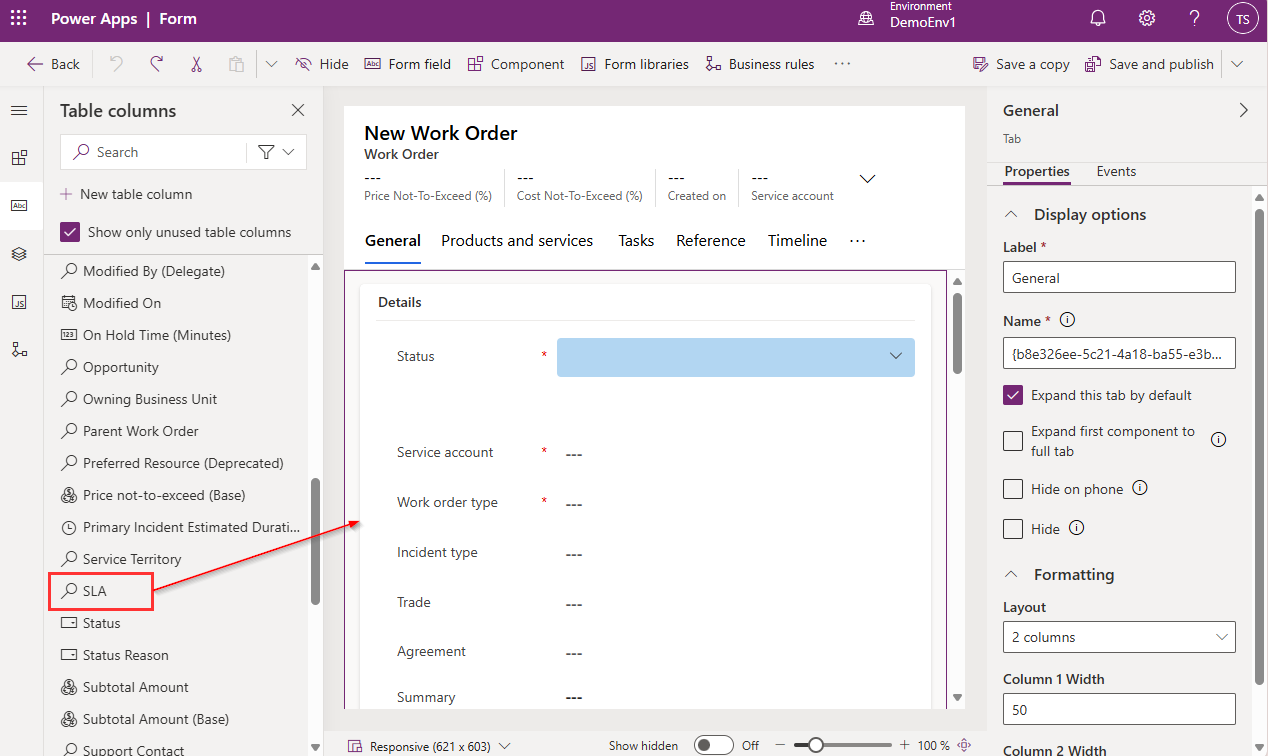 Power Apps | Form
Environment
DemoEnv1
TS
Back
Hide
Abc
Form field
Component
JS
Form libraries
Business rules
···
Save a copy
Save and publish
Table columns
Search
New table column
Show only unused table columns
Abc
JS
Modified By (Delegate)
Modified On
123 On Hold Time (Minutes)
Opportunity
Owning Business Unit
Parent Work Order
Preferred Resource (Deprecated)
Price not-to-exceed (Base)
Primary Incident Estimated Durati...
Service Territory
SLA
Status
Status Reason
Subtotal Amount
Subtotal Amount (Base)
Support Contact
New Work Order
Work Order
--- --- --- ---
Price Not-To-Exceed (%) Cost Not-To-Exceed (%) Created on Service account
General Products and services Tasks Reference Timeline ···
Details
Status *
Service account * ---
Work order type * ---
Incident type ---
Trade ---
Agreement ---
Summary ---
Responsive (621 x 603)
Show hidden
Off
100 %
General
Tab
Properties Events
Display options
Label *
General
Name *
{b8e326ee-5c21-4a18-ba55-e3b...
Expand this tab by default
Expand first component to
full tab
Hide on phone
Hide
Formatting
Layout
2 columns
Column 1 Width
50
Column 2 Width